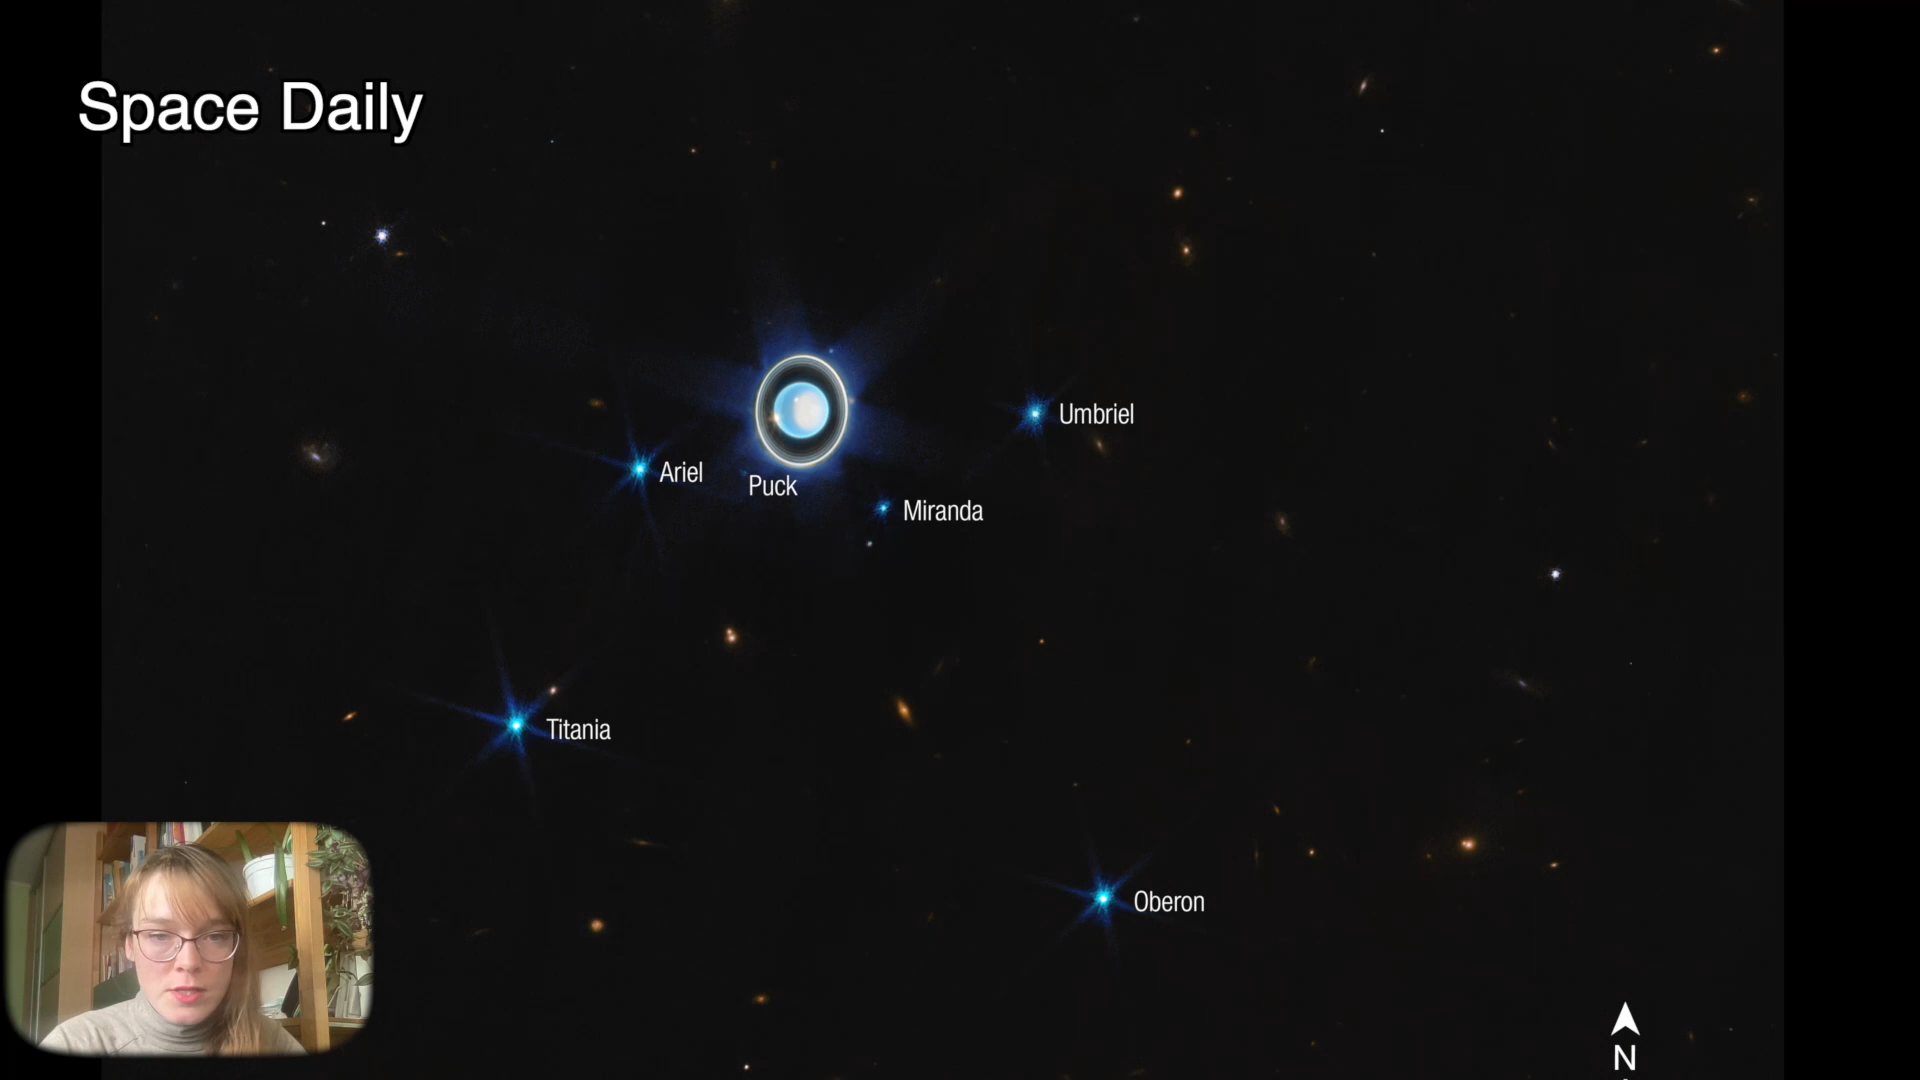 Space Daily
Umbriel
Ariel
Puck
Miranda
Titania
Oberon
N